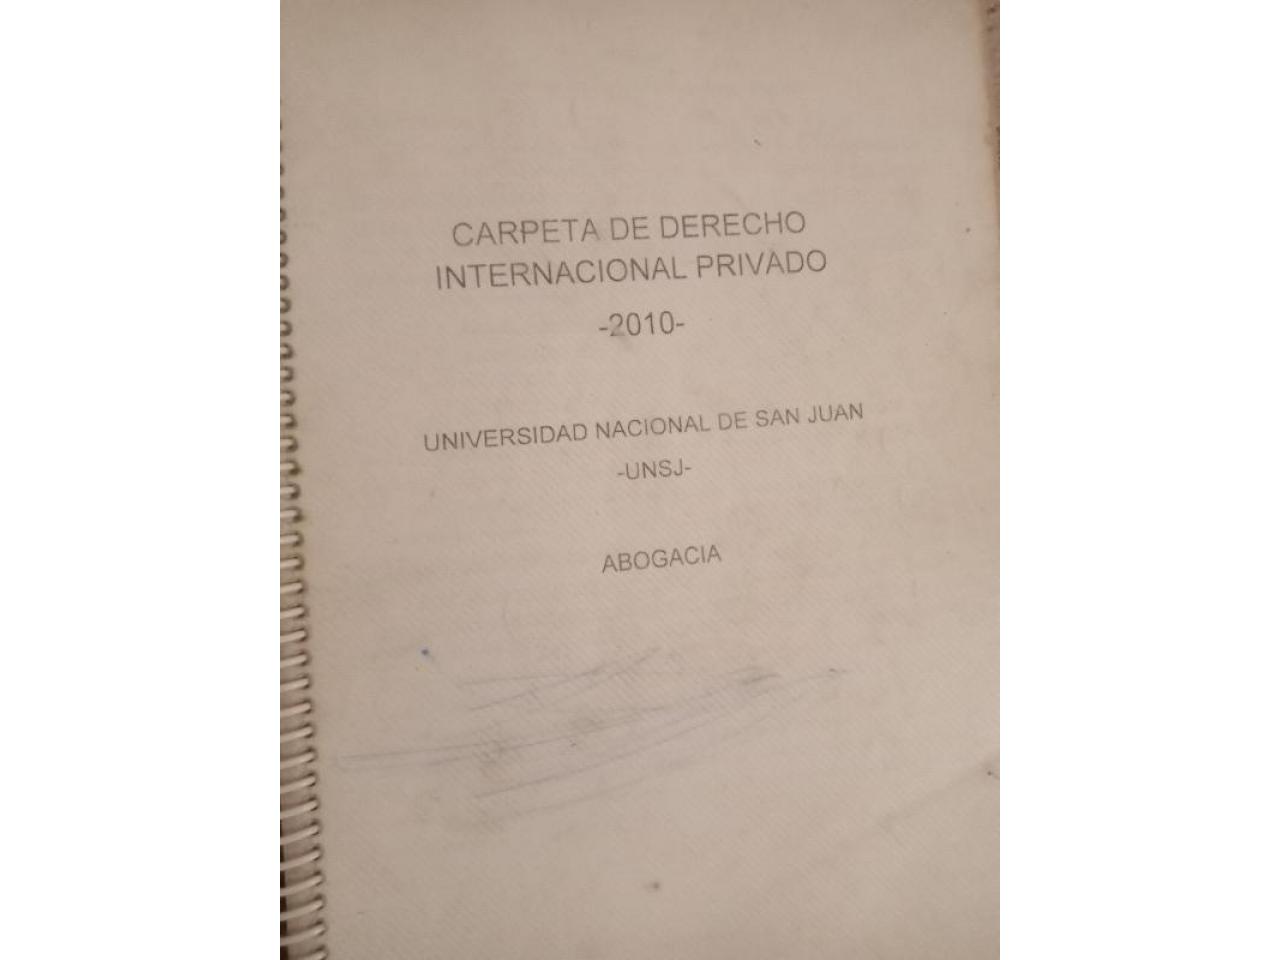 CARPETA DE DERECHO
INTERNACIONAL PRIVADO
-2010-
UNIVERSIDAD NACIONAL DE SAN JUAN
-UNSJ-
ABOGACIA